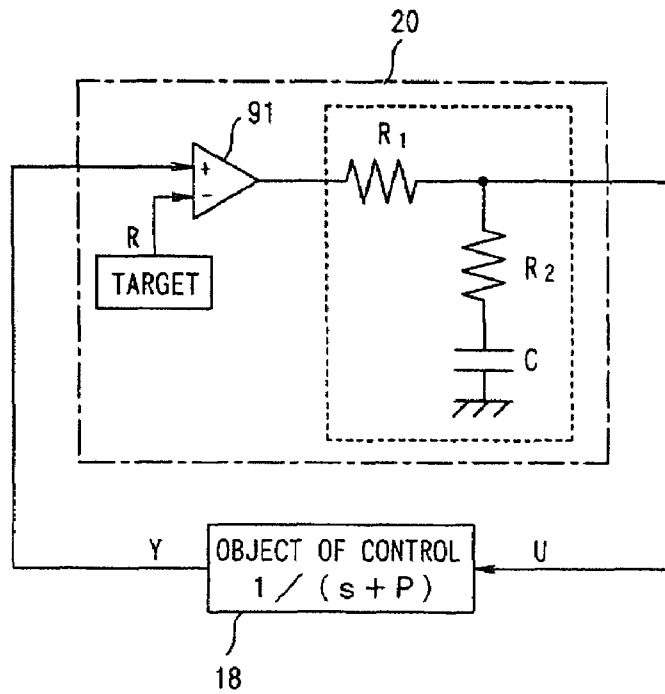 20
91
+
−
R
TARGET
R1
R2
C
Y
OBJECT OF CONTROL
1/(s+P)
U
18